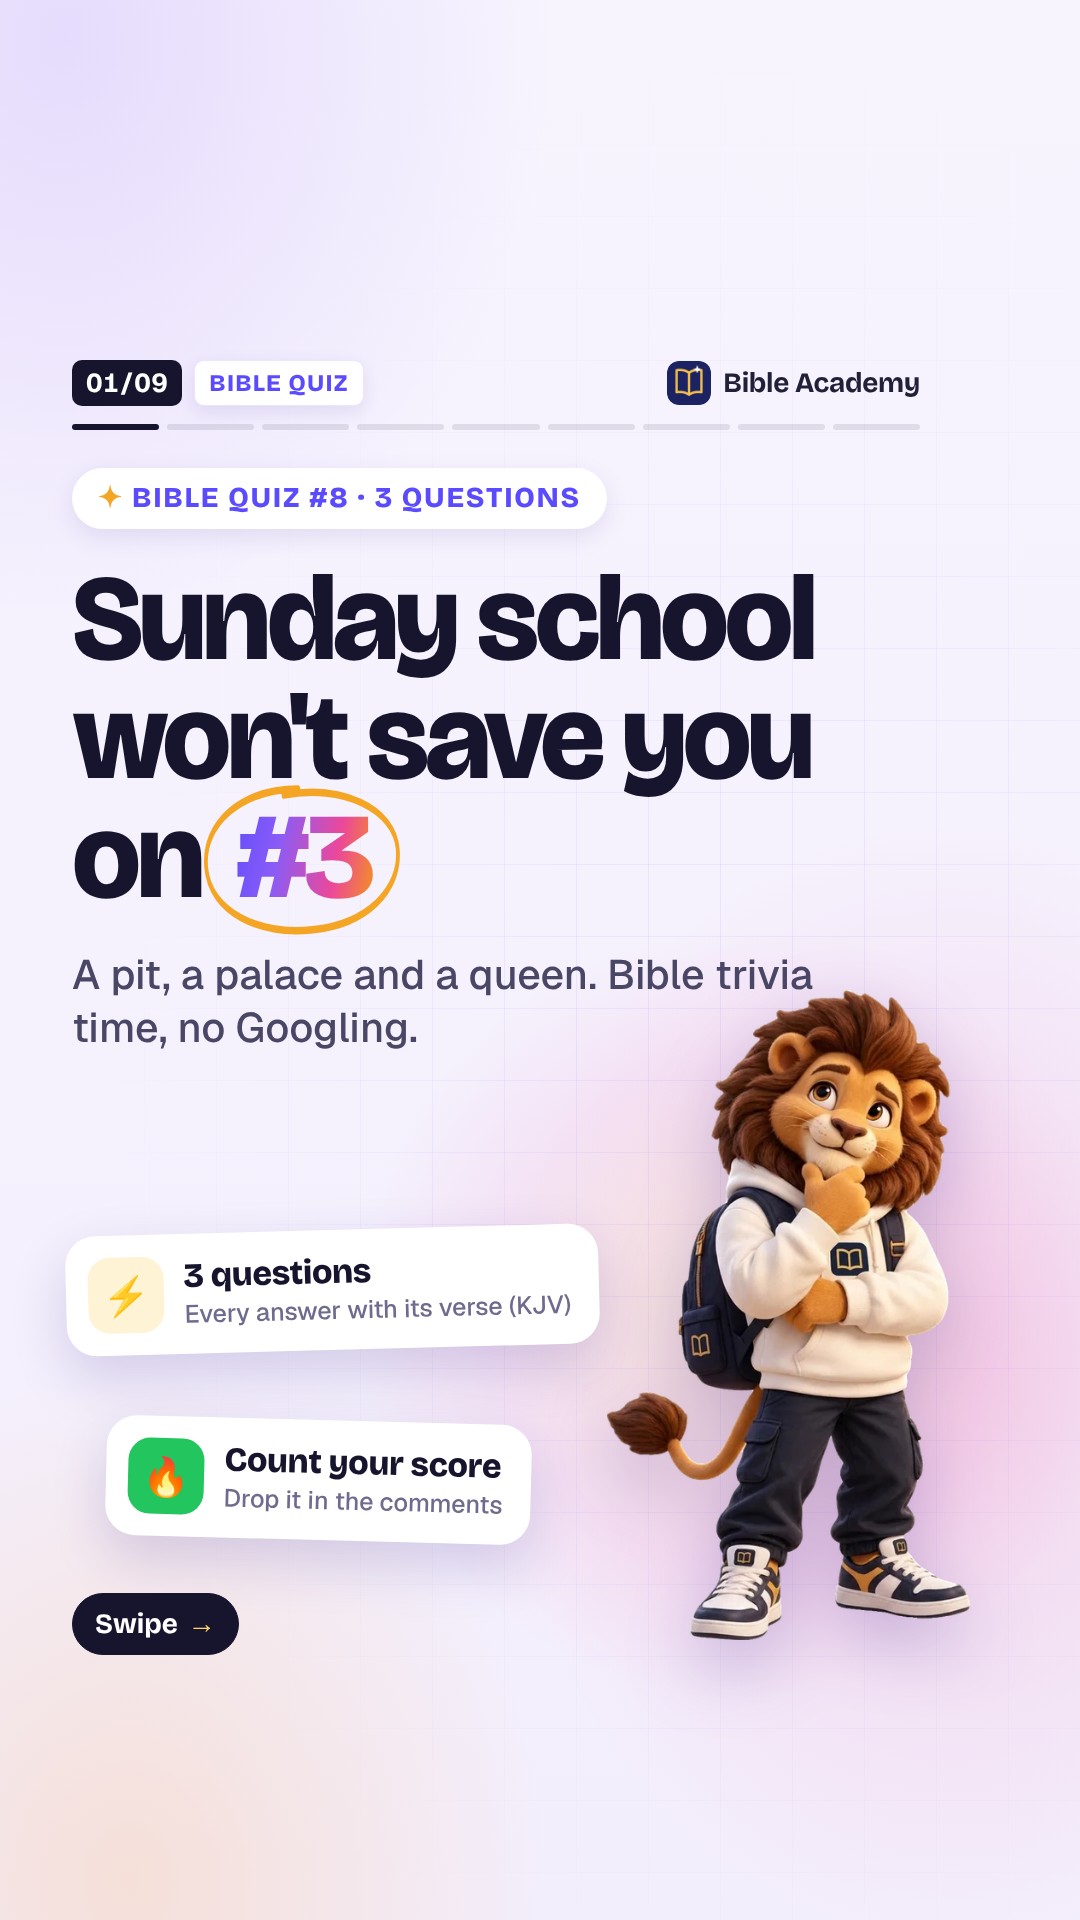 01/09
BIBLE QUIZ
Bible Academy
✦ BIBLE QUIZ #8 · 3 QUESTIONS
Sunday school
won't save you
on #3
A pit, a palace and a queen. Bible trivia
time, no Googling.
3 questions
Every answer with its verse (KJV)
Count your score
Drop it in the comments
Swipe →